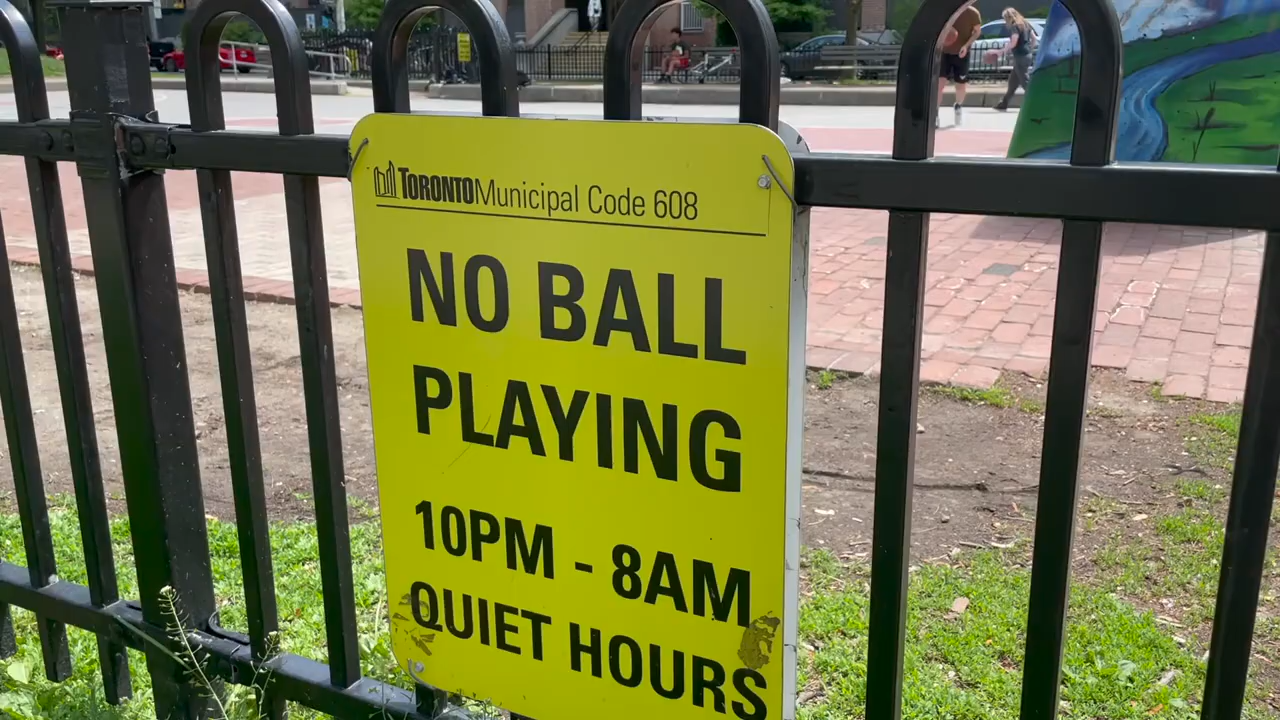 TORONTO Municipal Code 608
NO BALL
PLAYING
10PM - 8AM
QUIET HOURS